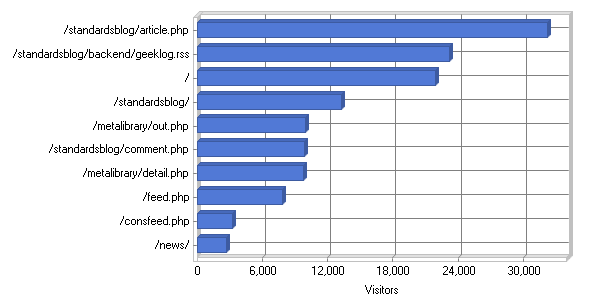 /standardsblog/article.php
/standardsblog/backend/geeklog.rss
/
/standardsblog/
/metalibrary/out.php
/standardsblog/comment.php
/metalibrary/detail.php
/feed.php
/consfeed.php
/news/
0 6,000 12,000 18,000 24,000 30,000
Visitors